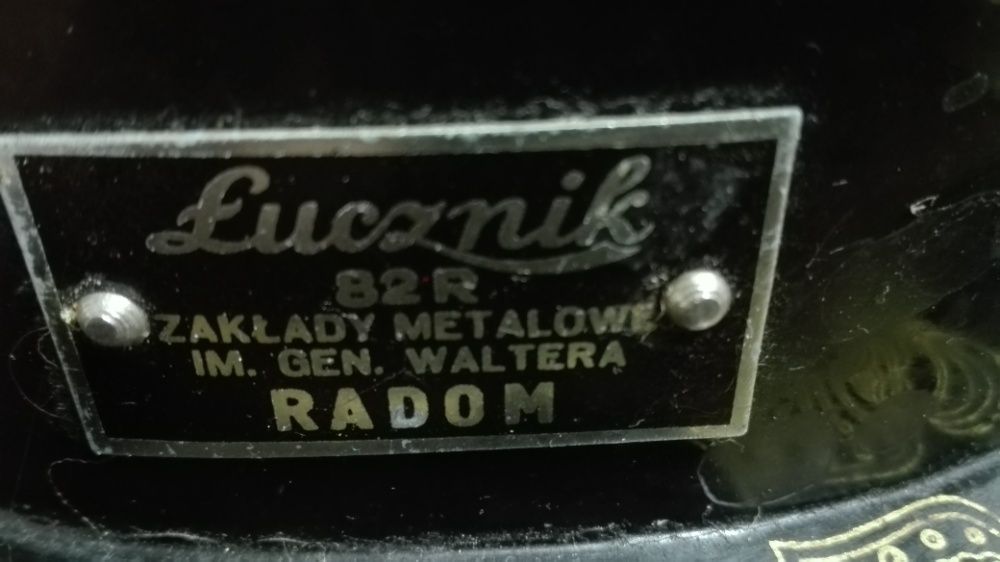 Łucznik
82R
ZAKŁADY METALOWE
IM. GEN. WALTERA
RADOM